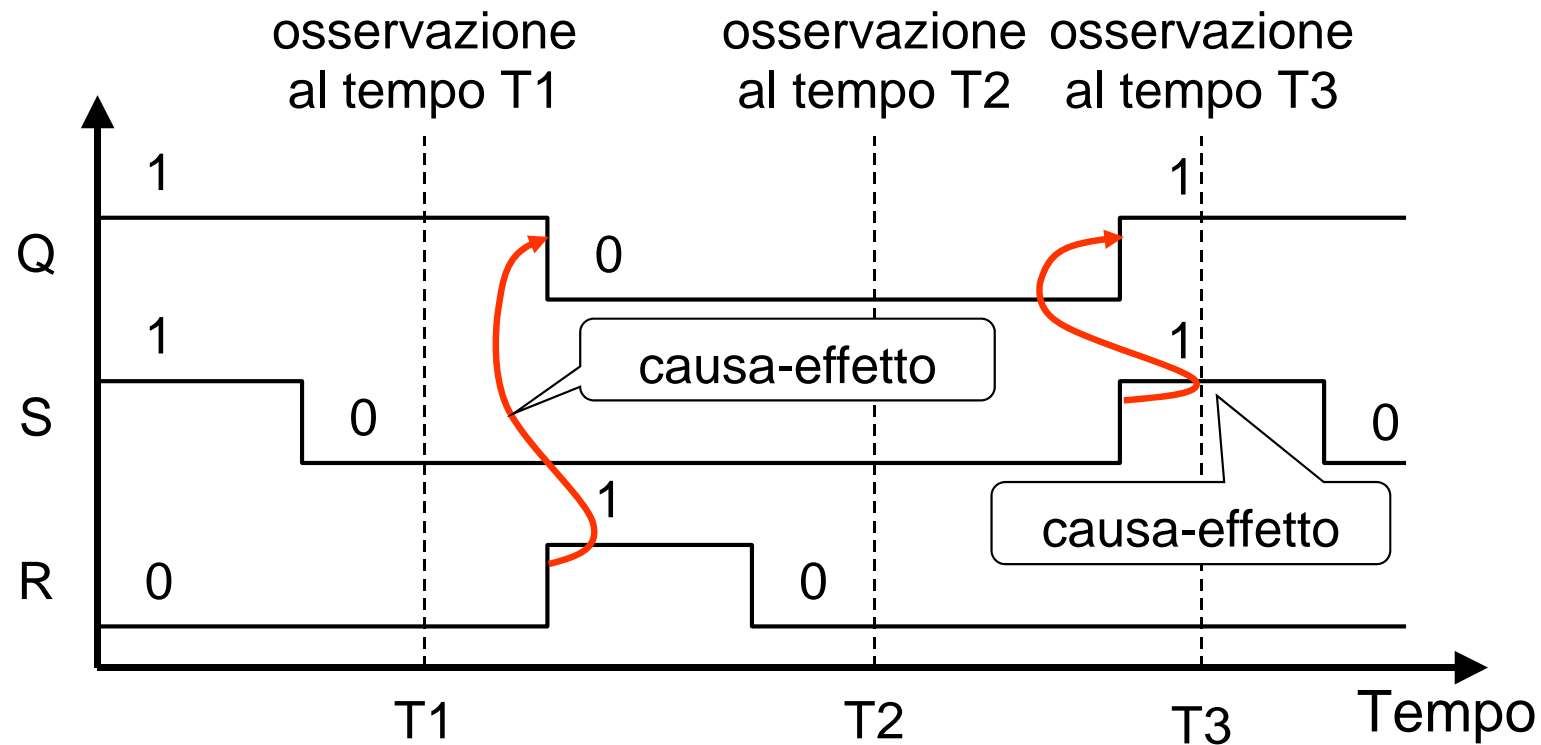 osservazione
al tempo T1
osservazione
al tempo T2
osservazione
al tempo T3
1
1
Q
0
1
1
causa-effetto
S
0
0
1
causa-effetto
R
0
0
T1
T2
T3
Tempo